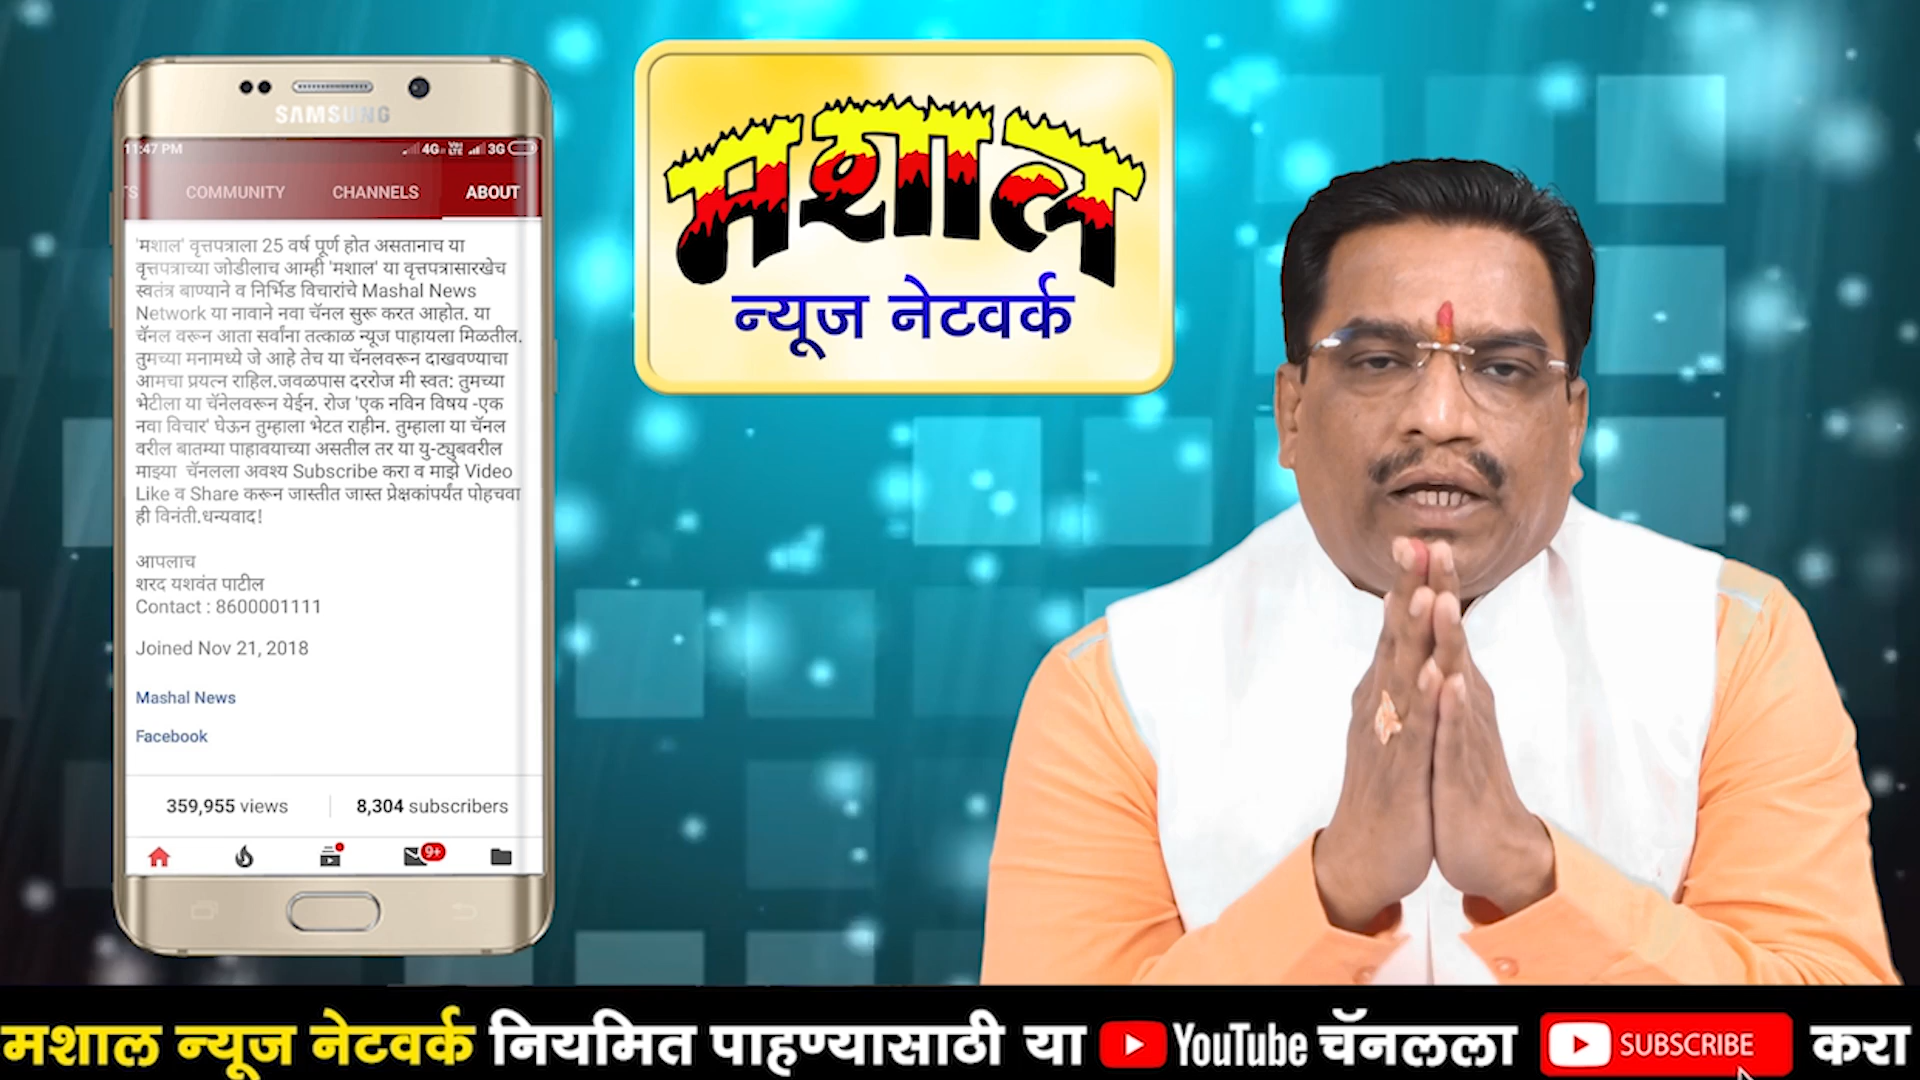 SAMSUNG
11:47 PM 4G VoLTE 3G
TS COMMUNITY CHANNELS ABOUT
'मशाल' वृत्तपत्राला 25 वर्ष पूर्ण होत असतानाच या
वृत्तपत्राच्या जोडीलाच आम्ही 'मशाल' या वृत्तपत्रासारखेच
स्वतंत्र बाण्याने व निर्भिड विचारांचे Mashal News
Network या नावाने नवा चॅनल सुरू करत आहोत. या
चॅनल वरून आता सर्वांना तत्काळ न्यूज पाहायला मिळतील.
तुमच्या मनामध्ये जे आहे तेच या चॅनलवरून दाखवण्याचा
आमचा प्रयत्न राहिल.जवळपास दररोज मी स्वत: तुमच्या
भेटीला या चॅनेलवरून येईन. रोज 'एक नविन विषय -एक
नवा विचार' घेऊन तुम्हाला भेटत राहीन. तुम्हाला या चॅनल
वरील बातम्या पाहावयाच्या असतील तर या यु-ट्युबवरील
माझ्या चॅनलला अवश्य Subscribe करा व माझे Video
Like व Share करून जास्तीत जास्त प्रेक्षकांपर्यंत पोहचवा
ही विनंती.धन्यवाद!
आपलाच
शरद यशवंत पाटील
Contact : 8600001111
Joined Nov 21, 2018
Mashal News
Facebook
359,955 views 8,304 subscribers
9+
मशाल
न्यूज नेटवर्क
मशाल न्यूज नेटवर्क नियमित पाहण्यासाठी या YouTube चॅनलला SUBSCRIBE करा